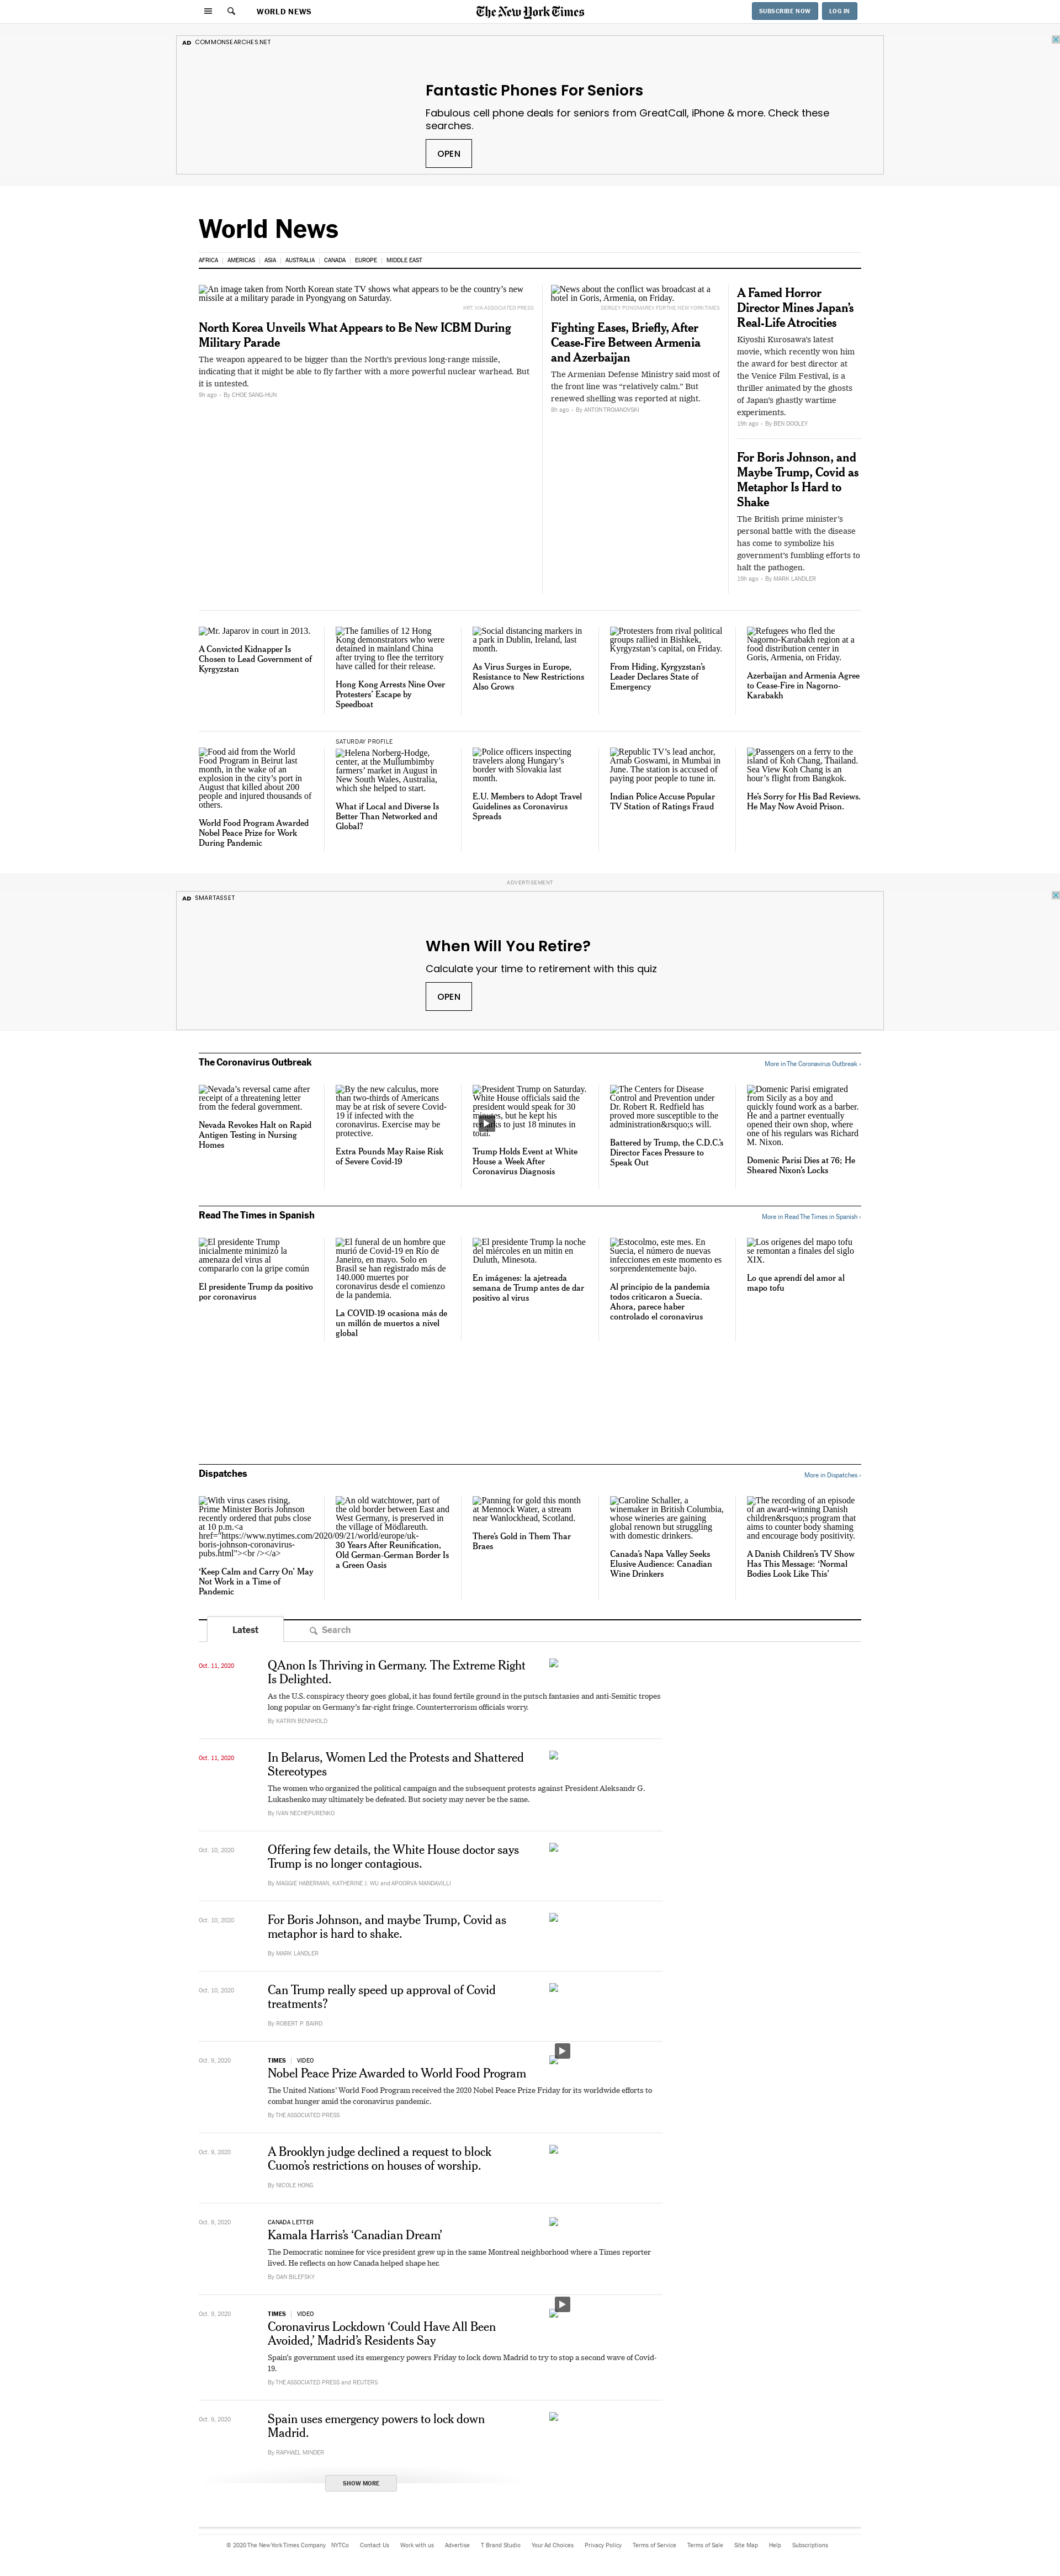 WORLD NEWS
The New York Times
SUBSCRIBE NOW
LOG IN
AD COMMONSEARCHES.NET
Fantastic Phones For Seniors
Fabulous cell phone deals for seniors from GreatCall, iPhone & more. Check these
searches.
OPEN
World News
AFRICA
AMERICAS
ASIA
AUSTRALIA
CANADA
EUROPE
MIDDLE EAST
An image taken from North Korean state TV shows what appears to be the country's new
missile at a military parade in Pyongyang on Saturday.
KRT, VIA ASSOCIATED PRESS
North Korea Unveils What Appears to Be New ICBM During
Military Parade
The weapon appeared to be bigger than the North's previous long-range missile,
indicating that it might be able to fly farther with a more powerful nuclear warhead. But
it is untested.
9h ago · By CHOE SANG-HUN
News about the conflict was broadcast at a
hotel in Goris, Armenia, on Friday.
SERGEY PONOMAREV FOR THE NEW YORK TIMES
Fighting Eases, Briefly, After
Cease-Fire Between Armenia
and Azerbaijan
The Armenian Defense Ministry said most of
the front line was “relatively calm.” But
renewed shelling was reported at night.
8h ago · By ANTON TROIANOVSKI
A Famed Horror
Director Mines Japan’s
Real-Life Atrocities
Kiyoshi Kurosawa’s latest
movie, which recently won him
the award for best director at
the Venice Film Festival, is a
thriller animated by the ghosts
of Japan’s ghastly wartime
experiments.
19h ago · By BEN DOOLEY
For Boris Johnson, and
Maybe Trump, Covid as
Metaphor Is Hard to
Shake
The British prime minister’s
personal battle with the disease
has come to symbolize his
government’s fumbling efforts to
halt the pathogen.
19h ago · By MARK LANDLER
Mr. Japarov in court in 2013.
A Convicted Kidnapper Is
Chosen to Lead Government of
Kyrgyzstan
The families of 12 Hong
Kong demonstrators who were
detained in mainland China
after trying to flee the territory
have called for their release.
Hong Kong Arrests Nine Over
Protesters’ Escape by
Speedboat
Social distancing markers in
a park in Dublin, Ireland, last
month.
As Virus Surges in Europe,
Resistance to New Restrictions
Also Grows
Protesters from rival political
groups rallied in Bishkek,
Kyrgyzstan’s capital, on Friday.
From Hiding, Kyrgyzstan’s
Leader Declares State of
Emergency
Refugees who fled the
Nagorno-Karabakh region at a
food distribution center in
Goris, Armenia, on Friday.
Azerbaijan and Armenia Agree
to Cease-Fire in Nagorno-
Karabakh
Food aid from the World
Food Program in Beirut last
month, in the wake of an
explosion in the city’s port in
August that killed about 200
people and injured thousands of
others.
World Food Program Awarded
Nobel Peace Prize for Work
During Pandemic
SATURDAY PROFILE
Helena Norberg-Hodge,
center, at the Mullumbimby
farmers’ market in August in
New South Wales, Australia,
which she helped to start.
What if Local and Diverse Is
Better Than Networked and
Global?
Police officers inspecting
travelers along Hungary’s
border with Slovakia last
month.
E.U. Members to Adopt Travel
Guidelines as Coronavirus
Spreads
Republic TV’s lead anchor,
Arnab Goswami, in Mumbai in
June. The station is accused of
paying poor people to tune in.
Indian Police Accuse Popular
TV Station of Ratings Fraud
Passengers on a ferry to the
island of Koh Chang, Thailand.
Sea View Koh Chang is an
hour’s flight from Bangkok.
He’s Sorry for His Bad Reviews.
He May Now Avoid Prison.
ADVERTISEMENT
AD SMARTASSET
When Will You Retire?
Calculate your time to retirement with this quiz
OPEN
The Coronavirus Outbreak
More in The Coronavirus Outbreak ›
Nevada’s reversal came after
receipt of a threatening letter
from the federal government.
Nevada Revokes Halt on Rapid
Antigen Testing in Nursing
Homes
By the new calculus, more
than two-thirds of Americans
may be at risk of severe Covid-
19 if infected with the
coronavirus. Exercise may be
protective.
Extra Pounds May Raise Risk
of Severe Covid-19
President Trump on Saturday.
White House officials said the
president would speak for 30
minutes, but he kept his
to just 18 minutes in
total.
Trump Holds Event at White
House a Week After
Coronavirus Diagnosis
The Centers for Disease
Control and Prevention under
Dr. Robert R. Redfield has
proved more susceptible to the
administration&rsquo;s will.
Battered by Trump, the C.D.C.’s
Director Faces Pressure to
Speak Out
Domenic Parisi emigrated
from Sicily as a boy and
quickly found work as a barber.
He and a partner eventually
opened their own shop, where
one of his regulars was Richard
M. Nixon.
Domenic Parisi Dies at 76; He
Sheared Nixon’s Locks
Read The Times in Spanish
More in Read The Times in Spanish ›
El presidente Trump
inicialmente minimizó la
amenaza del virus al
compararlo con la gripe común
El presidente Trump da positivo
por coronavirus
El funeral de un hombre que
murió de Covid-19 en Río de
Janeiro, en mayo. Solo en
Brasil se han registrado más de
140.000 muertes por
coronavirus desde el comienzo
de la pandemia.
La COVID-19 ocasiona más de
un millón de muertos a nivel
global
El presidente Trump la noche
del miércoles en un mitin en
Duluth, Minesota.
En imágenes: la ajetreada
semana de Trump antes de dar
positivo al virus
Estocolmo, este mes. En
Suecia, el número de nuevas
infecciones en este momento es
sorprendentemente bajo.
Al principio de la pandemia
todos criticaron a Suecia.
Ahora, parece haber
controlado el coronavirus
Los orígenes del mapo tofu
se remontan a finales del siglo
XIX.
Lo que aprendí del amor al
mapo tofu
Dispatches
More in Dispatches ›
With virus cases rising,
Prime Minister Boris Johnson
recently ordered that pubs close
at 10 p.m.<a
href="https://www.nytimes.com/2020/09/21/world/europe/uk-
boris-johnson-coronavirus-
pubs.html"><br /></a>
‘Keep Calm and Carry On’ May
Not Work in a Time of
Pandemic
An old watchtower, part of
the old border between East and
West Germany, is preserved in
the village of Mödlareuth.
30 Years After Reunification,
Old German-German Border Is
a Green Oasis
Panning for gold this month
at Mennock Water, a stream
near Wanlockhead, Scotland.
There’s Gold in Them Thar
Braes
Caroline Schaller, a
winemaker in British Columbia,
whose wineries are gaining
global renown but struggling
with domestic drinkers.
Canada’s Napa Valley Seeks
Elusive Audience: Canadian
Wine Drinkers
The recording of an episode
of an award-winning Danish
children&rsquo;s program that
aims to counter body shaming
and encourage body positivity.
A Danish Children’s TV Show
Has This Message: ‘Normal
Bodies Look Like This’
Latest
Search
Oct. 11, 2020
QAnon Is Thriving in Germany. The Extreme Right
Is Delighted.
As the U.S. conspiracy theory goes global, it has found fertile ground in the putsch fantasies and anti-Semitic tropes
long popular on Germany’s far-right fringe. Counterterrorism officials worry.
By KATRIN BENNHOLD
Oct. 11, 2020
In Belarus, Women Led the Protests and Shattered
Stereotypes
The women who organized the political campaign and the subsequent protests against President Aleksandr G.
Lukashenko may ultimately be defeated. But society may never be the same.
By IVAN NECHEPURENKO
Oct. 10, 2020
Offering few details, the White House doctor says
Trump is no longer contagious.
By MAGGIE HABERMAN, KATHERINE J. WU and APOORVA MANDAVILLI
Oct. 10, 2020
For Boris Johnson, and maybe Trump, Covid as
metaphor is hard to shake.
By MARK LANDLER
Oct. 10, 2020
Can Trump really speed up approval of Covid
treatments?
By ROBERT P. BAIRD
Oct. 9, 2020
TIMES | VIDEO
Nobel Peace Prize Awarded to World Food Program
The United Nations’ World Food Program received the 2020 Nobel Peace Prize Friday for its worldwide efforts to
combat hunger amid the coronavirus pandemic.
By THE ASSOCIATED PRESS
Oct. 9, 2020
A Brooklyn judge declined a request to block
Cuomo’s restrictions on houses of worship.
By NICOLE HONG
Oct. 9, 2020
CANADA LETTER
Kamala Harris’s ‘Canadian Dream’
The Democratic nominee for vice president grew up in the same Montreal neighborhood where a Times reporter
lived. He reflects on how Canada helped shape her.
By DAN BILEFSKY
Oct. 9, 2020
TIMES | VIDEO
Coronavirus Lockdown ‘Could Have All Been
Avoided,’ Madrid’s Residents Say
Spain’s government used its emergency powers Friday to lock down Madrid to try to stop a second wave of Covid-
19.
By THE ASSOCIATED PRESS and REUTERS
Oct. 9, 2020
Spain uses emergency powers to lock down
Madrid.
By RAPHAEL MINDER
SHOW MORE
© 2020 The New York Times Company
NYTCo
Contact Us
Work with us
Advertise
T Brand Studio
Your Ad Choices
Privacy Policy
Terms of Service
Terms of Sale
Site Map
Help
Subscriptions